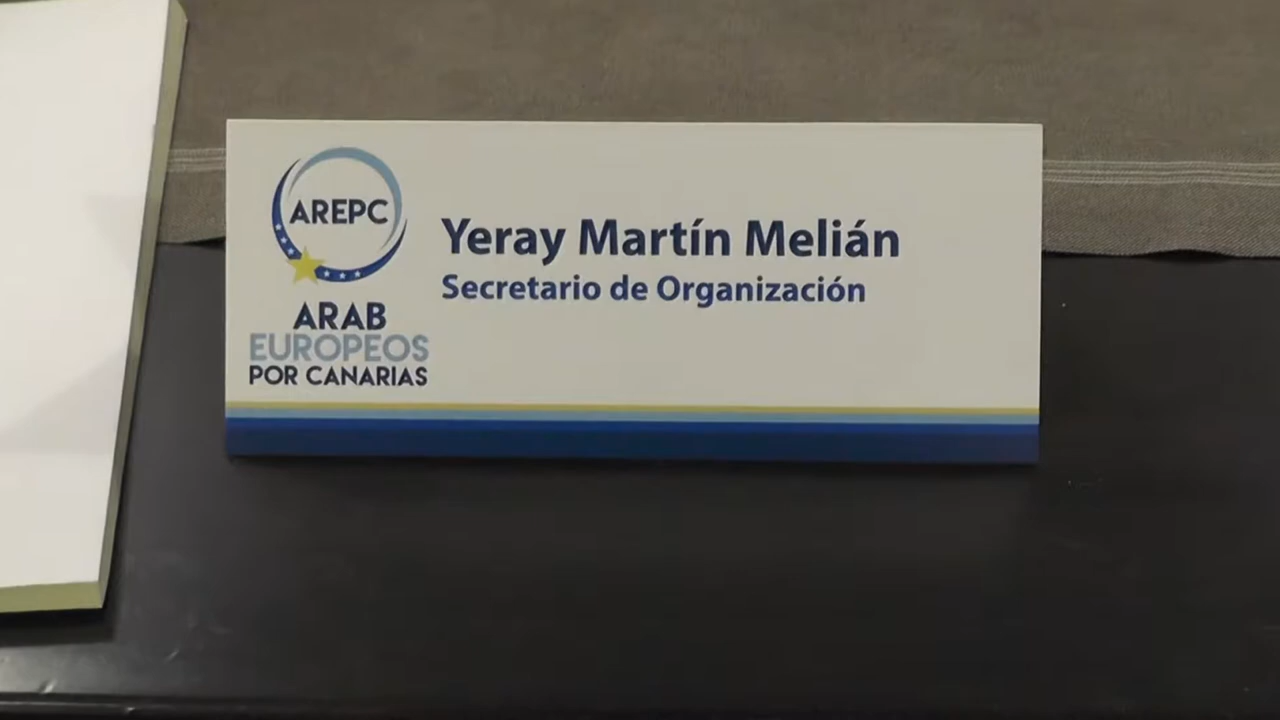 AREPC
ARAB
EUROPEOS
POR CANARIAS
Yeray Martín Melián
Secretario de Organización